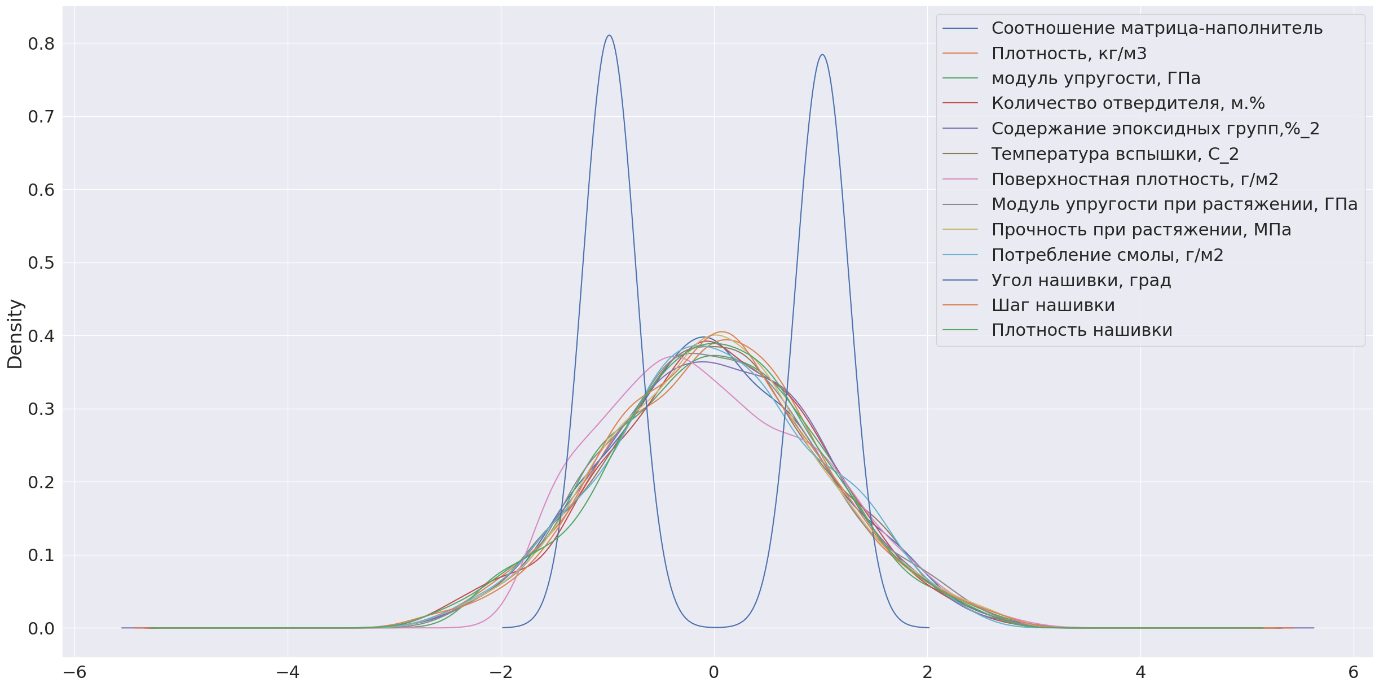 Density
0.8
0.7
0.6
0.5
0.4
0.3
0.2
0.1
0.0
−6
−4
−2
0
2
4
6
Соотношение матрица-наполнитель
Плотность, кг/м3
модуль упругости, ГПа
Количество отвердителя, м.%
Содержание эпоксидных групп,%_2
Температура вспышки, С_2
Поверхностная плотность, г/м2
Модуль упругости при растяжении, ГПа
Прочность при растяжении, МПа
Потребление смолы, г/м2
Угол нашивки, град
Шаг нашивки
Плотность нашивки